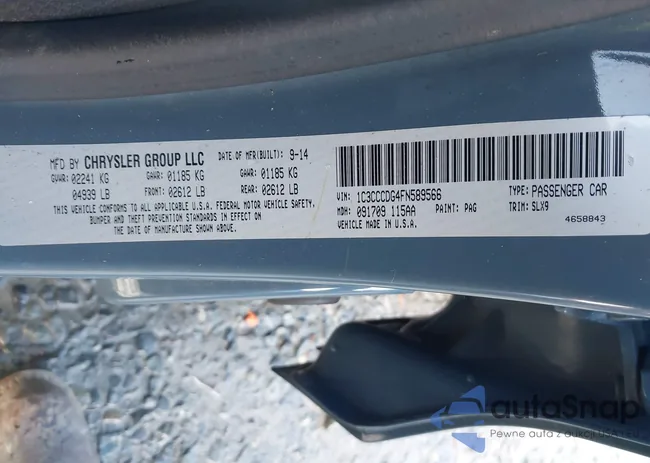 MFD BY CHRYSLER GROUP LLC DATE OF MFR(BUILT): 9-14
GVWR: 02241 KG GAWR: 01185 KG GAWR: 01185 KG
04939 LB FRONT: 02612 LB REAR: 02612 LB
THIS VEHICLE CONFORMS TO ALL APPLICABLE U.S.A. FEDERAL MOTOR VEHICLE SAFETY,
BUMPER AND THEFT PREVENTION STANDARDS IN EFFECT ON
THE DATE OF MANUFACTURE SHOWN ABOVE.
VIN: 1C3CCCDG4FN589566 TYPE: PASSENGER CAR
MDH: 091709 115AA PAINT: PAG TRIM: SLX9
VEHICLE MADE IN U.S.A. 4658843
autoSnap
Pewne auta z aukcji